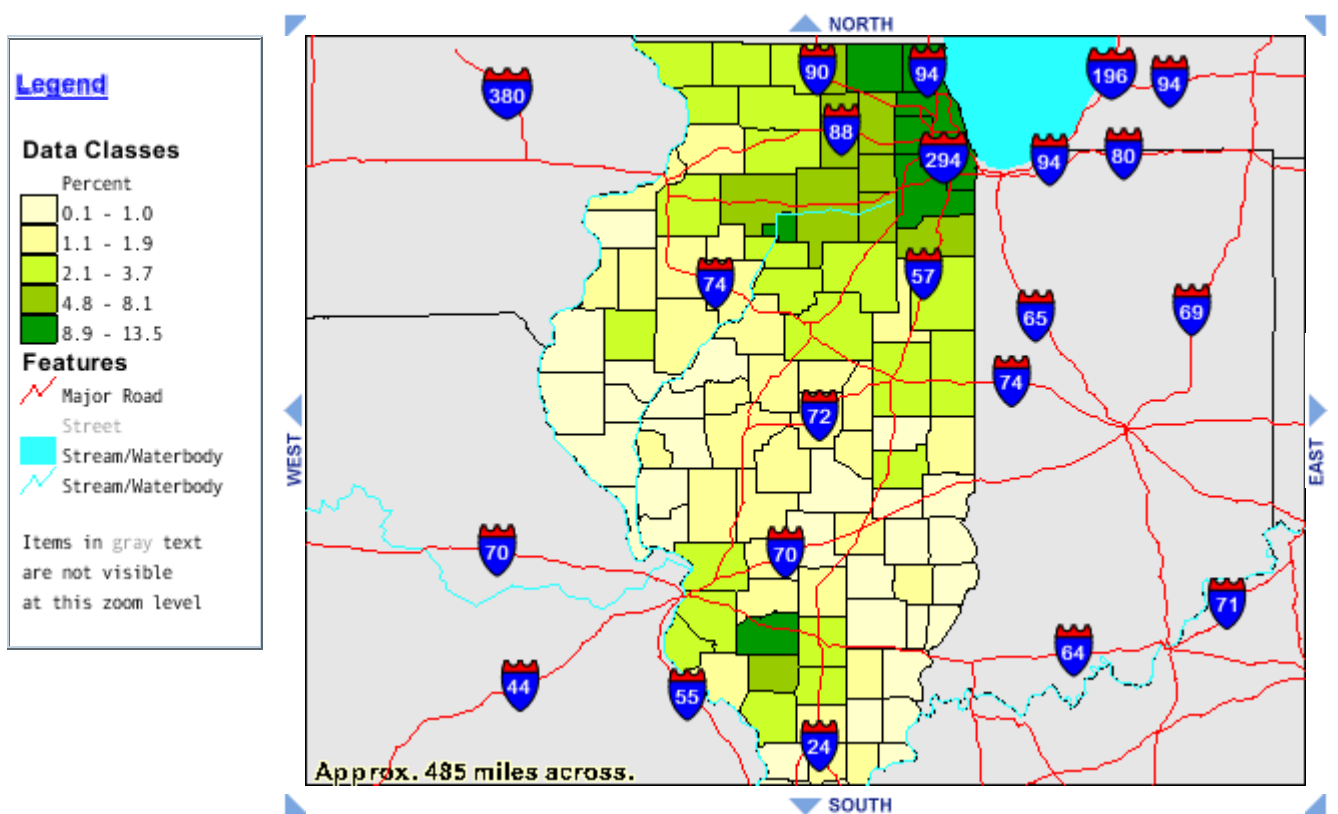 Legend
Data Classes
Percent
0.1 - 1.0
1.1 - 1.9
2.1 - 3.7
4.8 - 8.1
8.9 - 13.5
Features
Major Road
Street
Stream/Waterbody
Stream/Waterbody
Items in gray text
are not visible
at this zoom level
NORTH
90
94
196
94
380
88
294
94
80
74
57
65
69
74
72
WEST
EAST
70
70
71
64
44
55
24
Approx. 485 miles across.
SOUTH